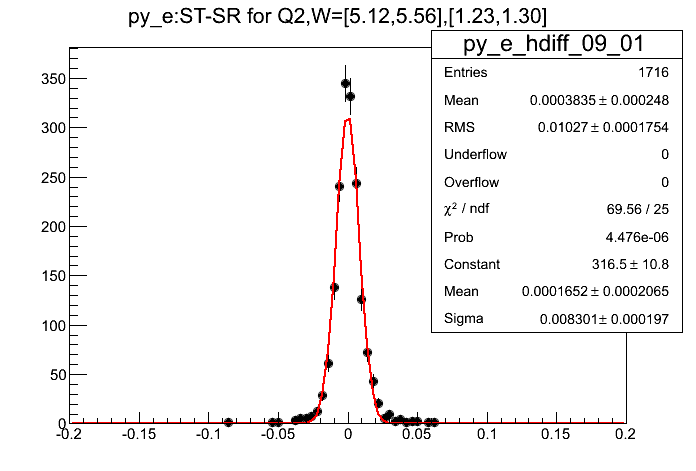 py_e:ST-SR for Q2,W=[5.12,5.56],[1.23,1.30]
py_e_hdiff_09_01
Entries 1716
Mean 0.0003835 ± 0.000248
RMS 0.01027 ± 0.0001754
Underflow 0
Overflow 0
χ² / ndf 69.56 / 25
Prob 4.476e-06
Constant 316.5 ± 10.8
Mean 0.0001652 ± 0.0002065
Sigma 0.008301 ± 0.000197
350
300
250
200
150
100
50
0
-0.2 -0.15 -0.1 -0.05 0 0.05 0.1 0.15 0.2